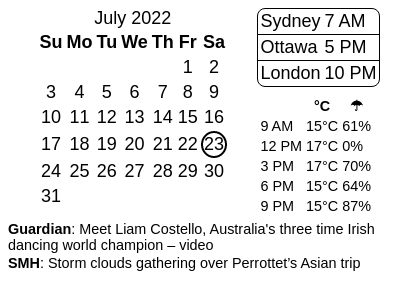 July 2022
Su Mo Tu We Th Fr Sa
1 2
3 4 5 6 7 8 9
10 11 12 13 14 15 16
17 18 19 20 21 22 23
24 25 26 27 28 29 30
31
Sydney 7 AM
Ottawa 5 PM
London 10 PM
°C ☂
9 AM 15°C 61%
12 PM 17°C 0%
3 PM 17°C 70%
6 PM 15°C 64%
9 PM 15°C 87%
Guardian: Meet Liam Costello, Australia's three time Irish
dancing world champion – video
SMH: Storm clouds gathering over Perrottet's Asian trip